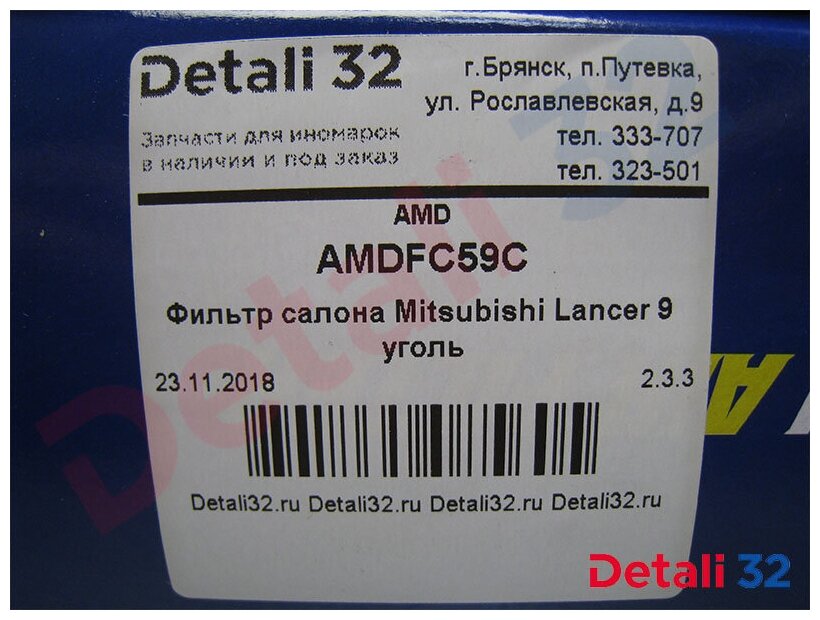 Detali 32
г.Брянск, п.Путевка,
ул. Рославлевская, д.9
Запчасти для иномарок
в наличии и под заказ
тел. 333-707
тел. 323-501
AMD
AMDFC59C
Фильтр салона Mitsubishi Lancer 9
уголь
23.11.2018
2.3.3
Detali32.ru Detali32.ru Detali32.ru Detali32.ru
Detali 32
Detali 32